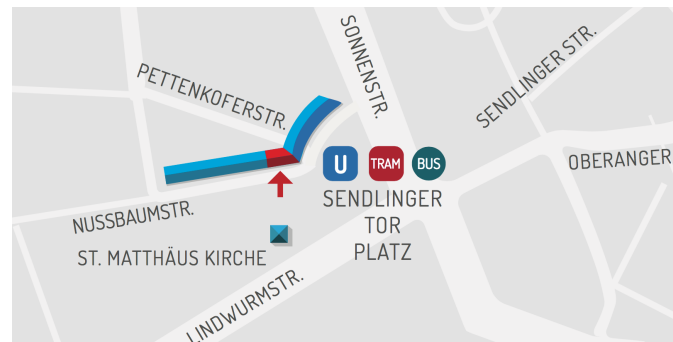 SONNENSTR.
SENDLINGER STR.
PETTENKOFERSTR.
OBERANGER
U
TRAM
BUS
SENDLINGER
TOR
PLATZ
NUSSBAUMSTR.
ST. MATTHÄUS KIRCHE
LINDWURMSTR.